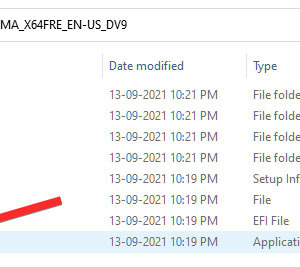 MA_X64FRE_EN-US_DV9
Date modified Type
13-09-2021 10:21 PM File folde
13-09-2021 10:21 PM File folde
13-09-2021 10:21 PM File folde
13-09-2021 10:21 PM File folde
13-09-2021 10:19 PM Setup Inf
13-09-2021 10:19 PM File
13-09-2021 10:19 PM EFI File
13-09-2021 10:19 PM Applicati